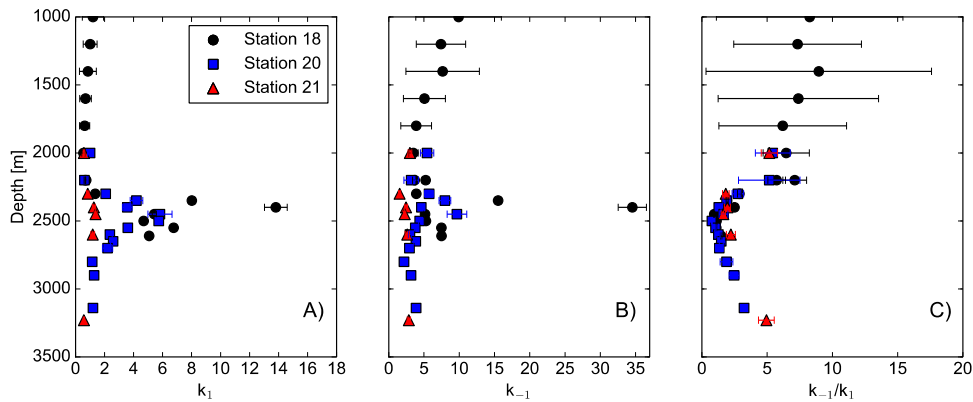 1000
1500
2000
2500
3000
3500
Depth [m]
Station 18
Station 20
Station 21
A)
0 2 4 6 8 10 12 14 16 18
k₁
B)
0 5 10 15 20 25 30 35
k₋₁
C)
0 5 10 15 20
k₋₁/k₁